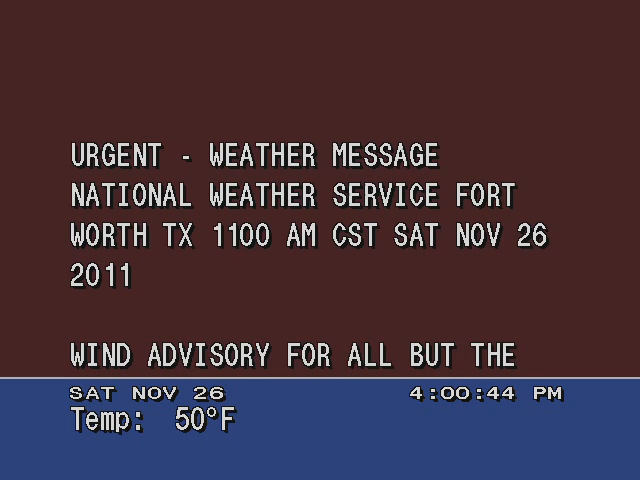 URGENT - WEATHER MESSAGE
NATIONAL WEATHER SERVICE FORT
WORTH TX 1100 AM CST SAT NOV 26
2011
WIND ADVISORY FOR ALL BUT THE
SAT NOV 26 4:00:44 PM
Temp: 50°F